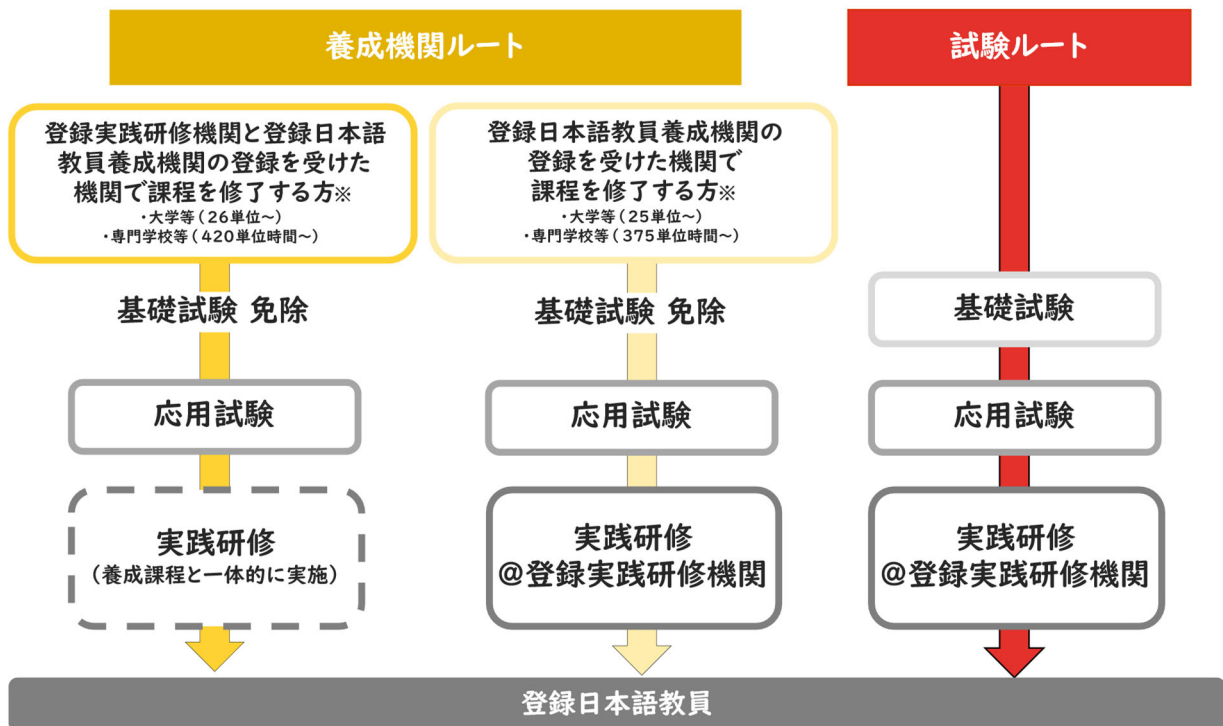 養成機関ルート
試験ルート
登録実践研修機関と登録日本語
教員養成機関の登録を受けた
機関で課程を修了する方※
・大学等（26単位～）
・専門学校等（420単位時間～）
登録日本語教員養成機関の
登録を受けた機関で
課程を修了する方※
・大学等（25単位～）
・専門学校等（375単位時間～）
基礎試験 免除
基礎試験 免除
基礎試験
応用試験
応用試験
応用試験
実践研修
（養成課程と一体的に実施）
実践研修
@登録実践研修機関
実践研修
@登録実践研修機関
登録日本語教員